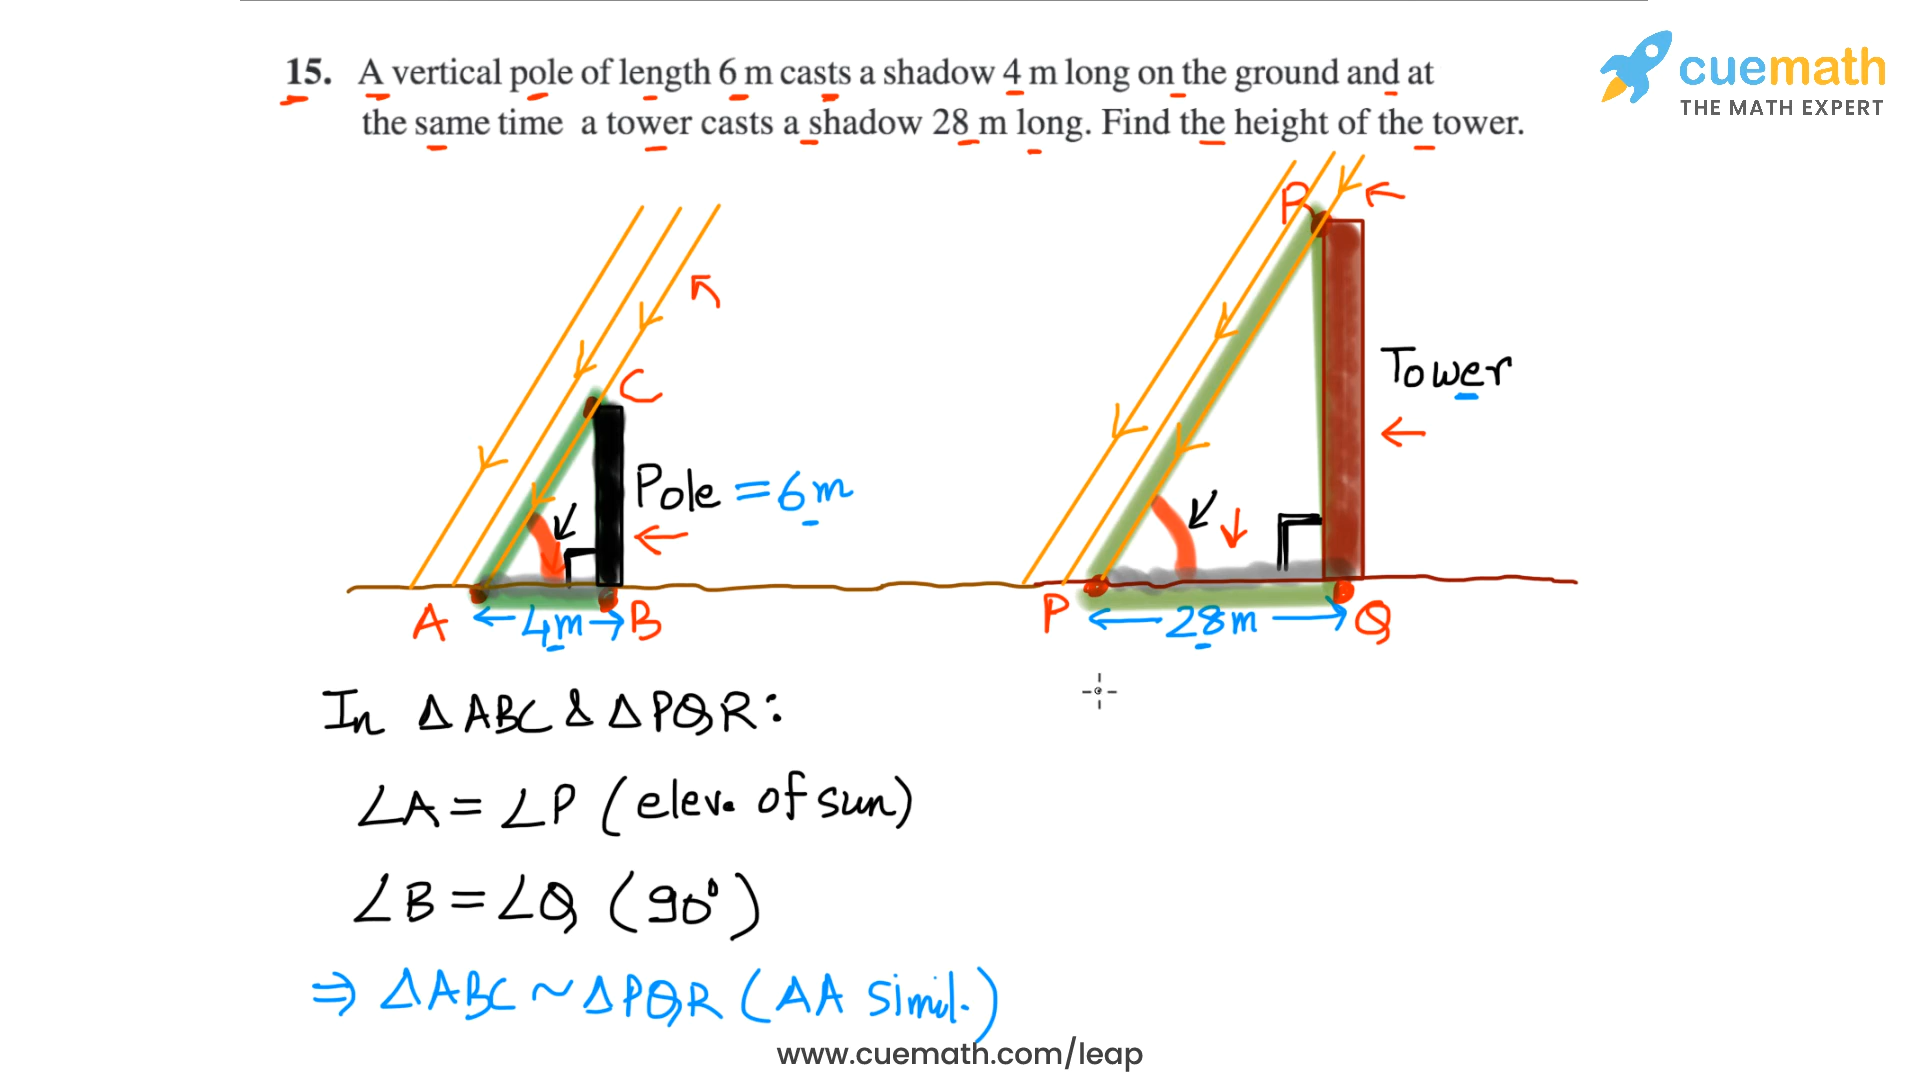 15. A vertical pole of length 6 m casts a shadow 4 m long on the ground and at
the same time a tower casts a shadow 28 m long. Find the height of the tower.
cuemath
THE MATH EXPERT
R
C
Tower
Pole = 6m
A
4m
B
P
28m
Q
In Δ ABC & Δ PQR:
∠A = ∠P (elev. of sun)
∠B = ∠Q (90°)
⇒ ΔABC ~ ΔPQR (AA simil.)
www.cuemath.com/leap